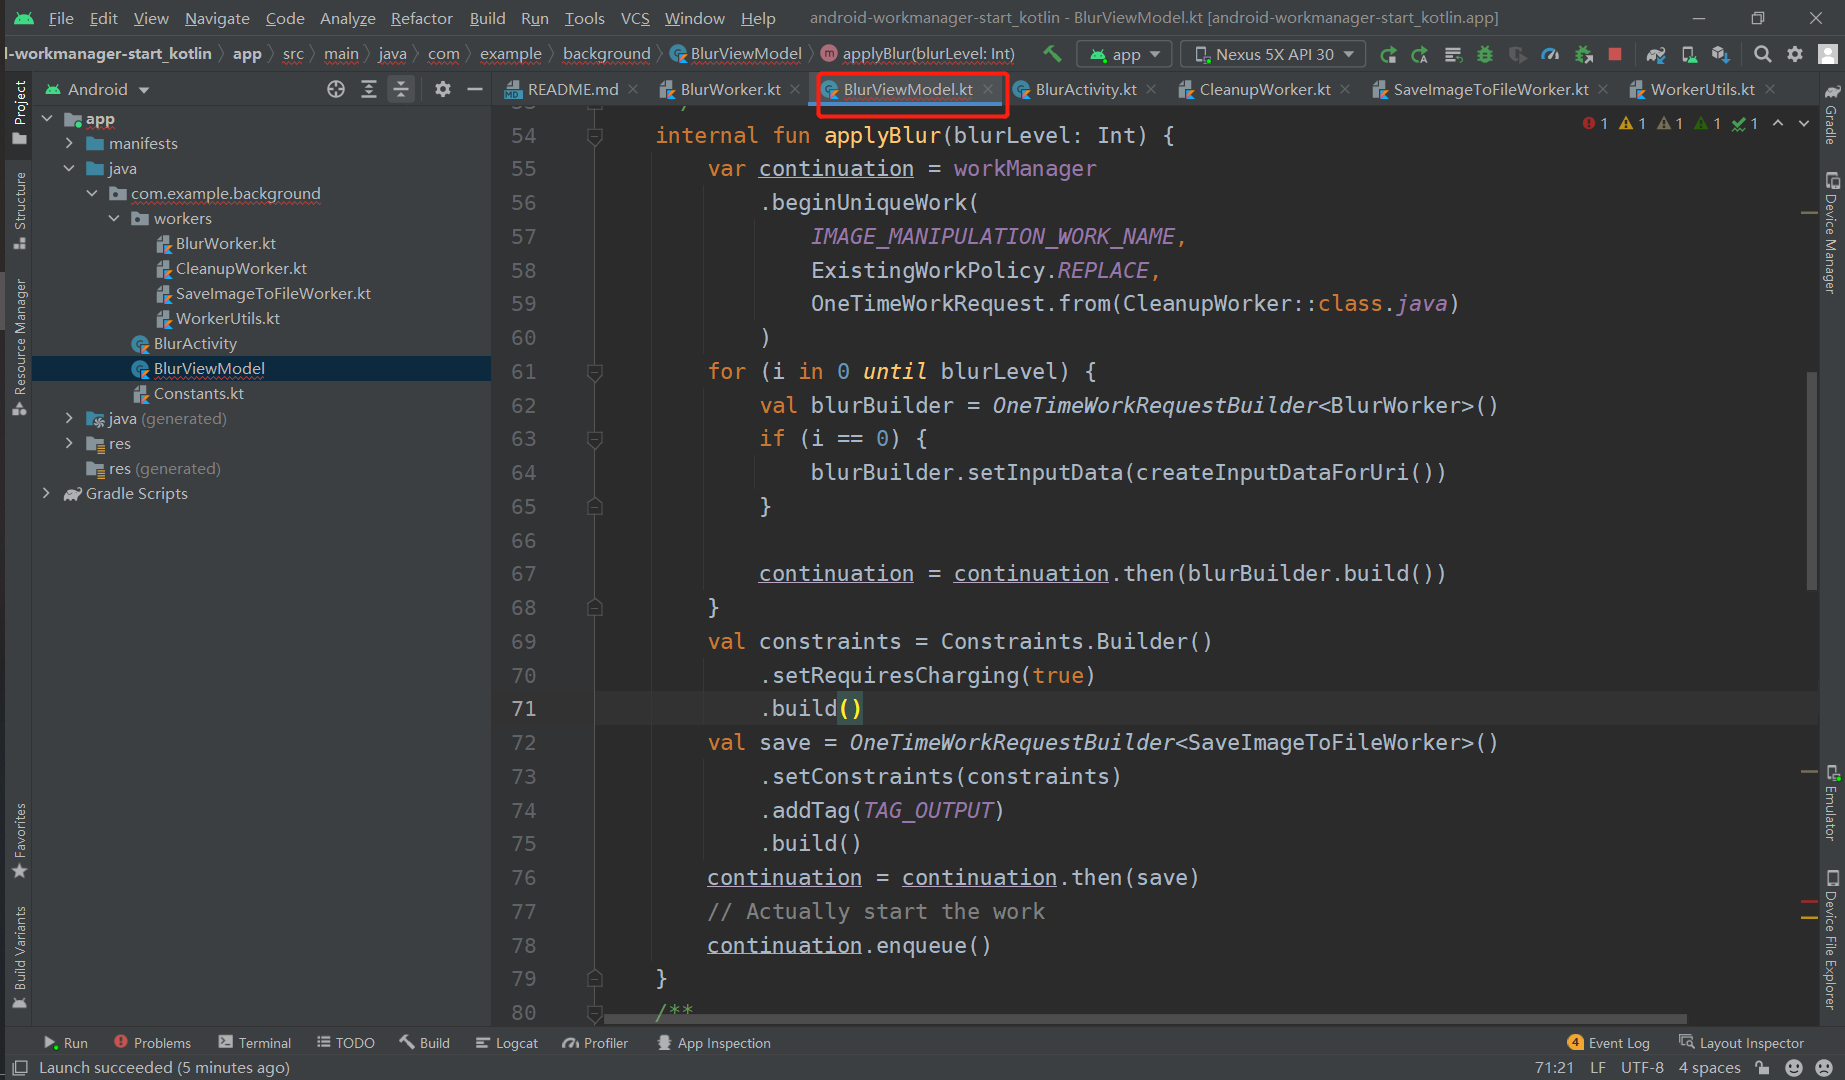 File Edit View Navigate Code Analyze Refactor Build Run Tools VCS Window Help android-workmanager-start_kotlin - BlurViewModel.kt [android-workmanager-start_kotlin.app]
-workmanager-start_kotlin app src main java com example background BlurViewModel m applyBlur(blurLevel: Int) app Nexus 5X API 30
Android
README.md BlurWorker.kt BlurViewModel.kt BlurActivity.kt CleanupWorker.kt SaveImageToFileWorker.kt WorkerUtils.kt
Project
Structure
Resource Manager
Favorites
Build Variants
app
manifests
java
com.example.background
workers
BlurWorker.kt
CleanupWorker.kt
SaveImageToFileWorker.kt
WorkerUtils.kt
BlurActivity
BlurViewModel
Constants.kt
java (generated)
res
res (generated)
Gradle Scripts
1 1 1 1 1
54 internal fun applyBlur(blurLevel: Int) {
55 var continuation = workManager
56 .beginUniqueWork(
57 IMAGE_MANIPULATION_WORK_NAME,
58 ExistingWorkPolicy.REPLACE,
59 OneTimeWorkRequest.from(CleanupWorker::class.java)
60 )
61 for (i in 0 until blurLevel) {
62 val blurBuilder = OneTimeWorkRequestBuilder<BlurWorker>()
63 if (i == 0) {
64 blurBuilder.setInputData(createInputDataForUri())
65 }
66
67 continuation = continuation.then(blurBuilder.build())
68 }
69 val constraints = Constraints.Builder()
70 .setRequiresCharging(true)
71 .build()
72 val save = OneTimeWorkRequestBuilder<SaveImageToFileWorker>()
73 .setConstraints(constraints)
74 .addTag(TAG_OUTPUT)
75 .build()
76 continuation = continuation.then(save)
77 // Actually start the work
78 continuation.enqueue()
79 }
80 /**
Gradle
Device Manager
Emulator
Device File Explorer
Run Problems Terminal TODO Build Logcat Profiler App Inspection 4 Event Log Layout Inspector
Launch succeeded (5 minutes ago) 71:21 LF UTF-8 4 spaces